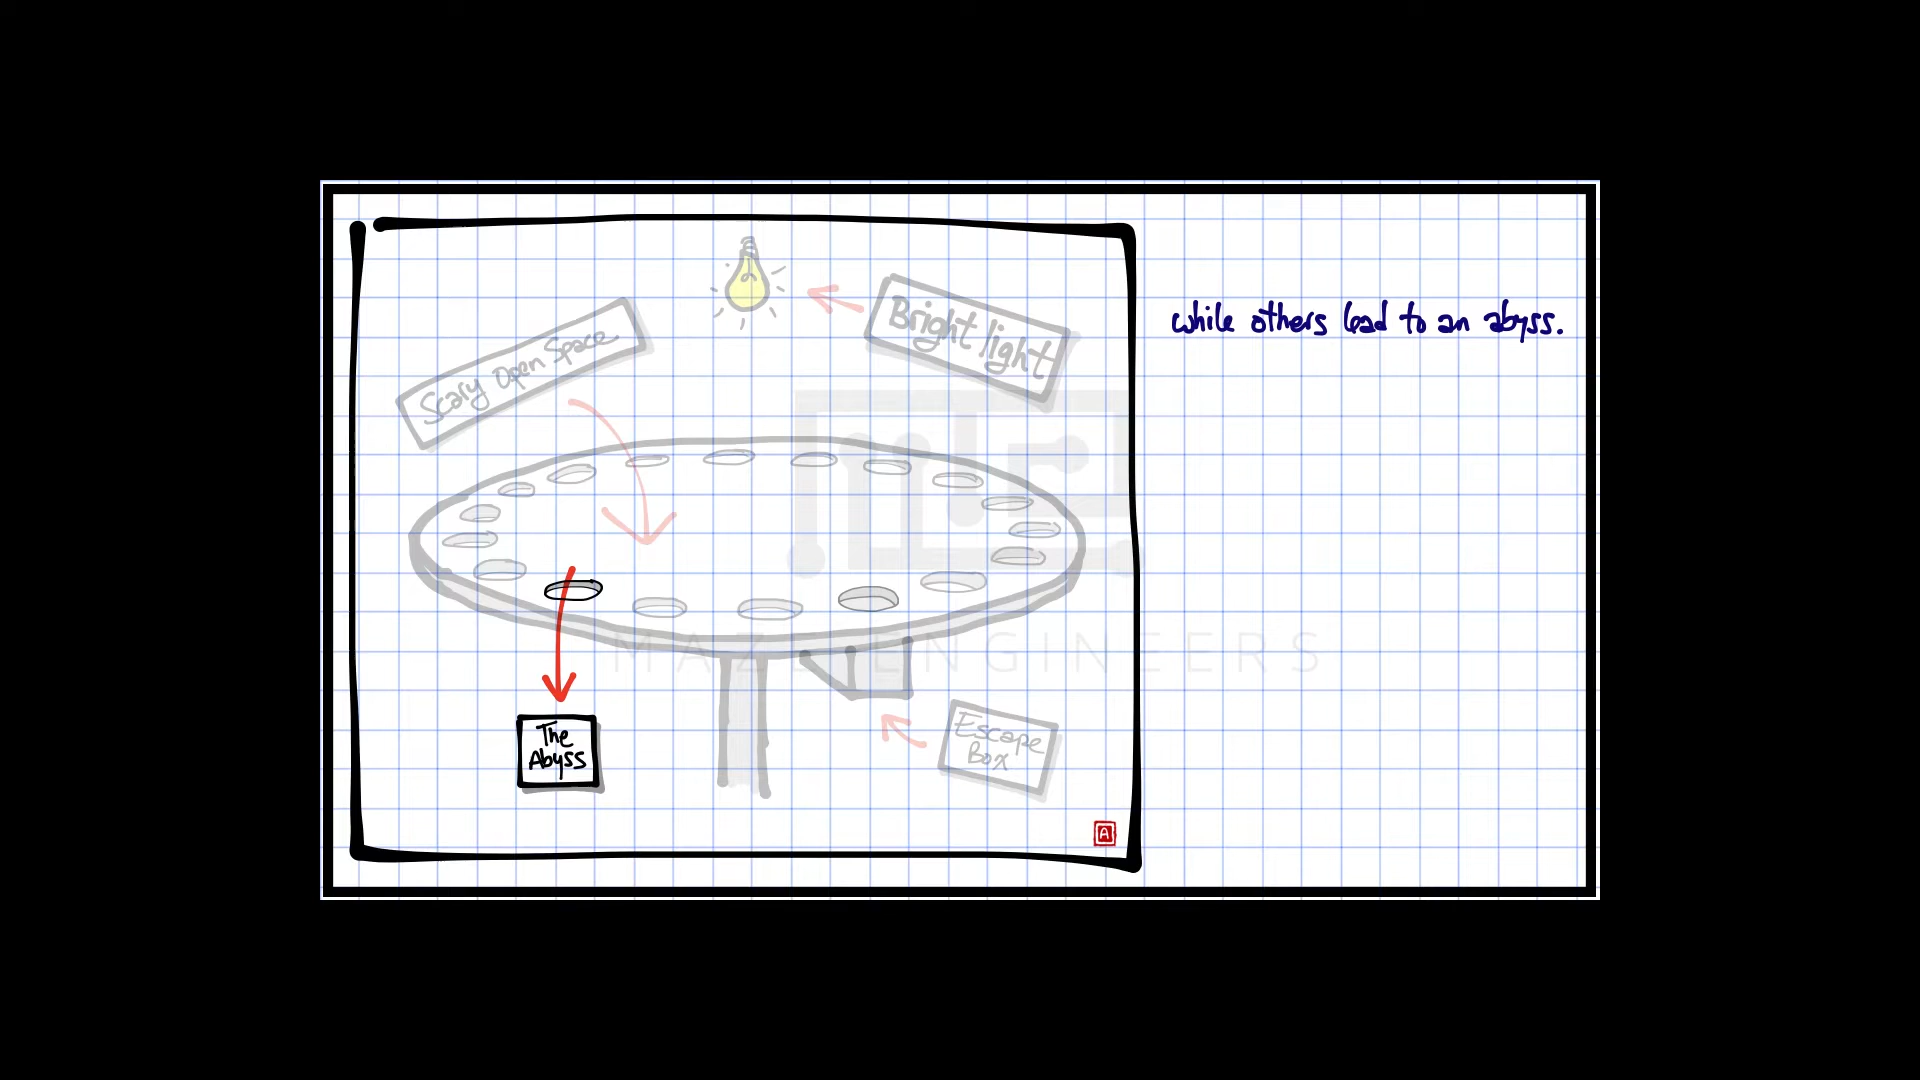 Bright light
Scary Open Space
while others lead to an abyss.
MAZE ENGINEERS
The
Abyss
Escape
Box
A